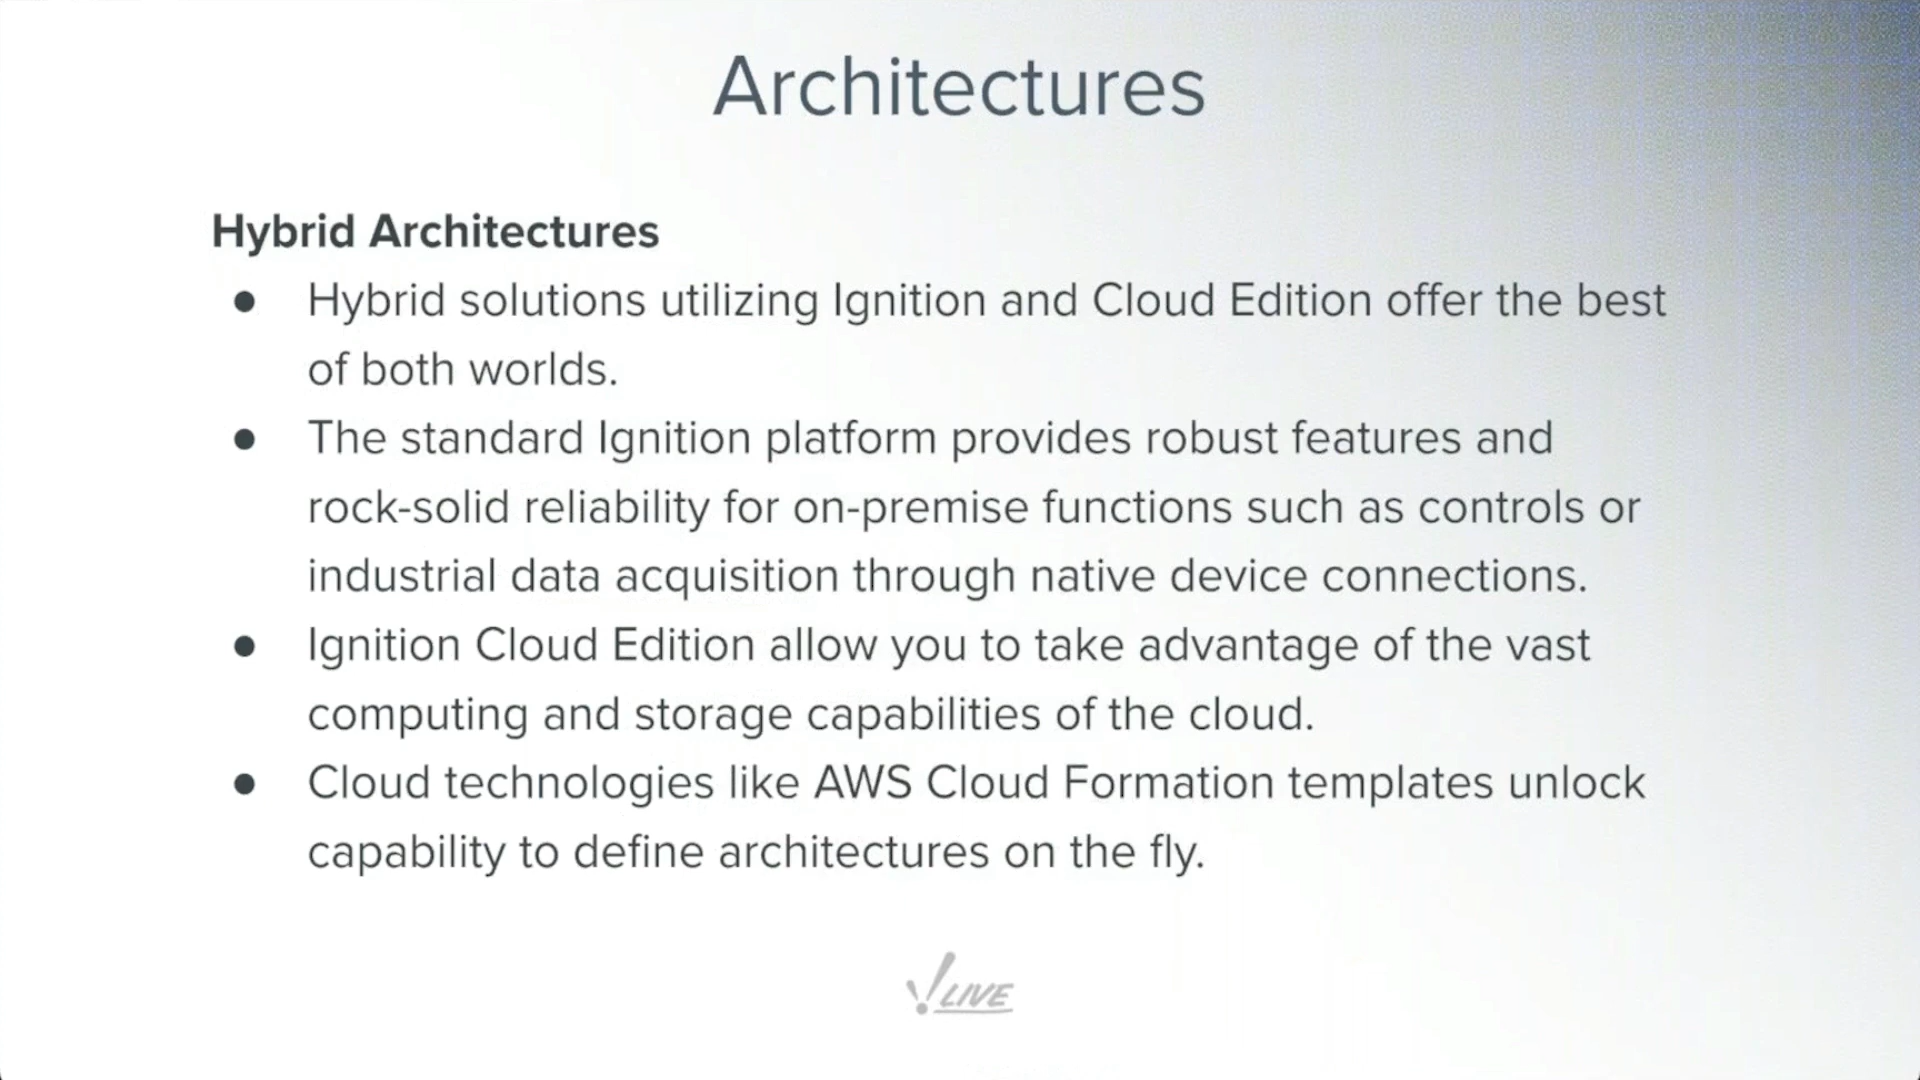 Architectures
Hybrid Architectures
● Hybrid solutions utilizing Ignition and Cloud Edition offer the best
of both worlds.
● The standard Ignition platform provides robust features and
rock-solid reliability for on-premise functions such as controls or
industrial data acquisition through native device connections.
● Ignition Cloud Edition allow you to take advantage of the vast
computing and storage capabilities of the cloud.
● Cloud technologies like AWS Cloud Formation templates unlock
capability to define architectures on the fly.
LIVE